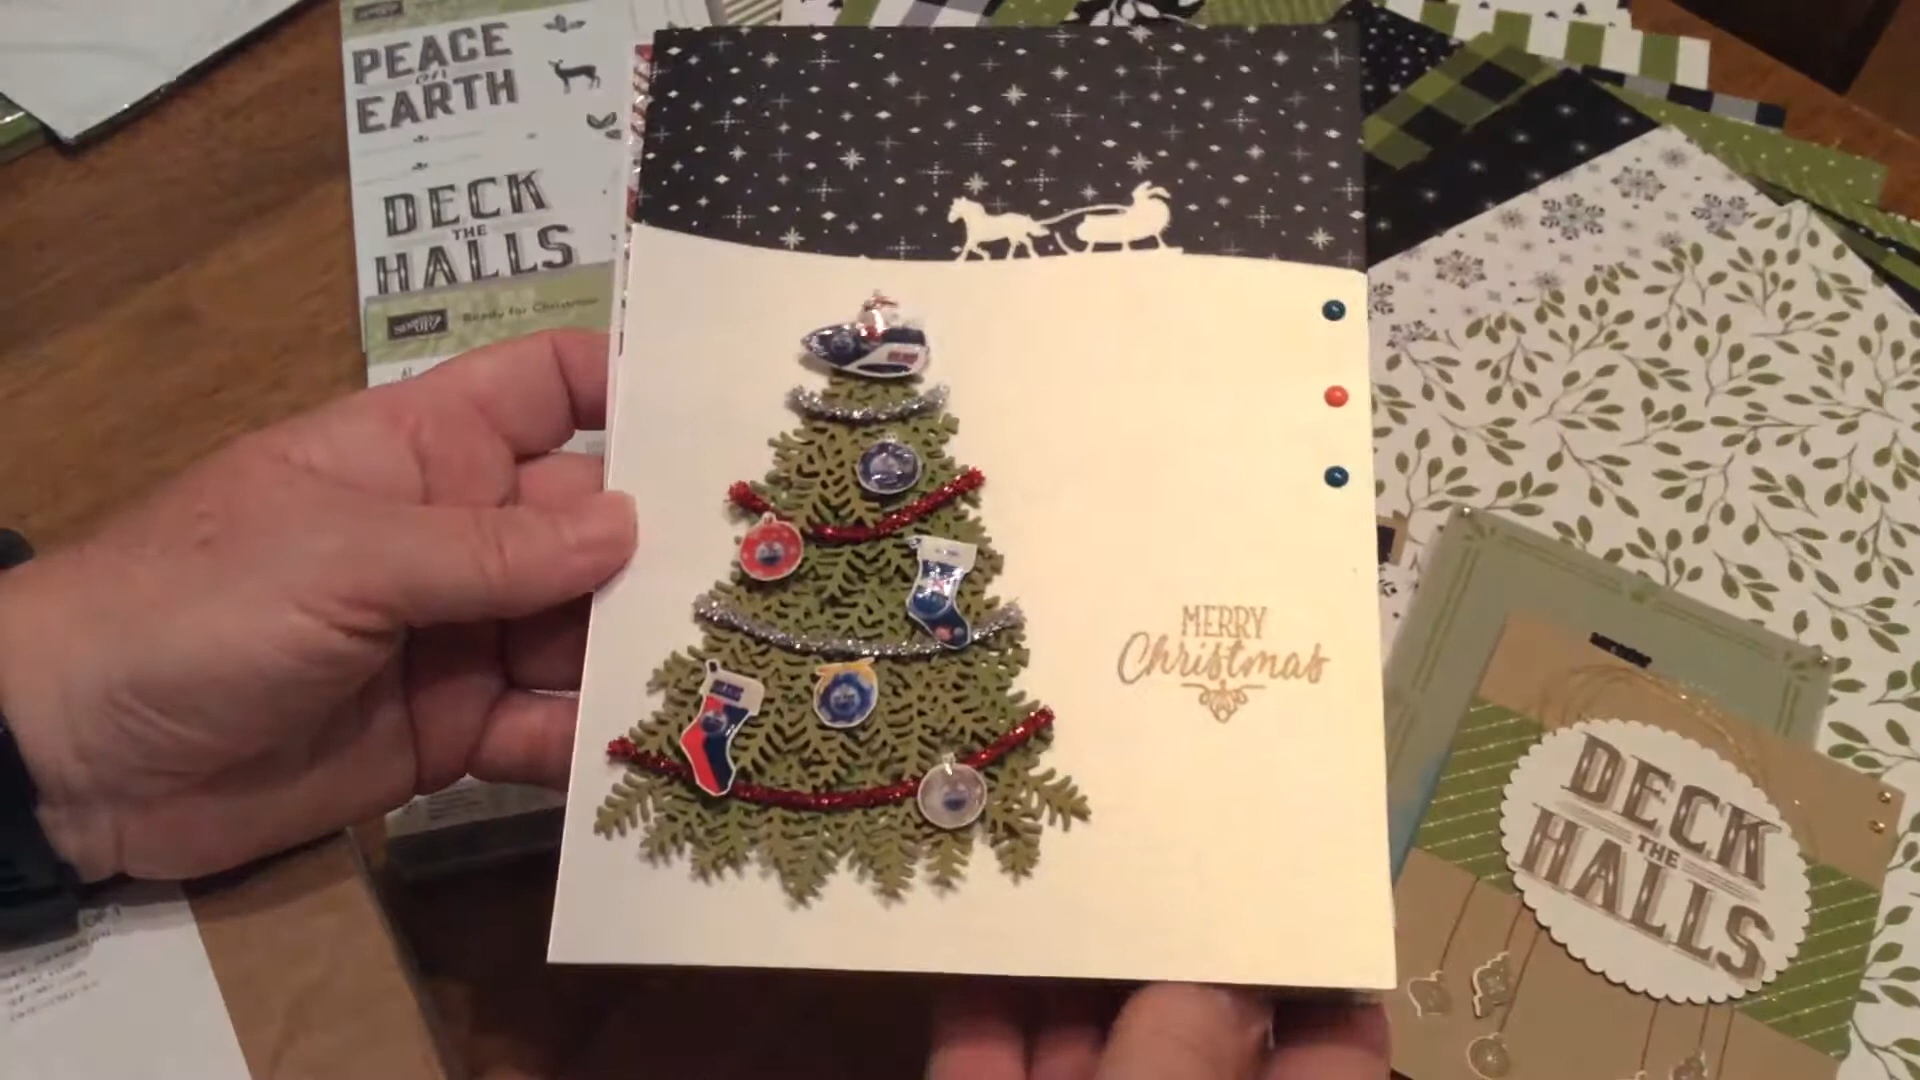 PEACE
on
EARTH
DECK
THE
HALLS
Ready for Christmas
MERRY
Christmas
DECK
THE
HALLS